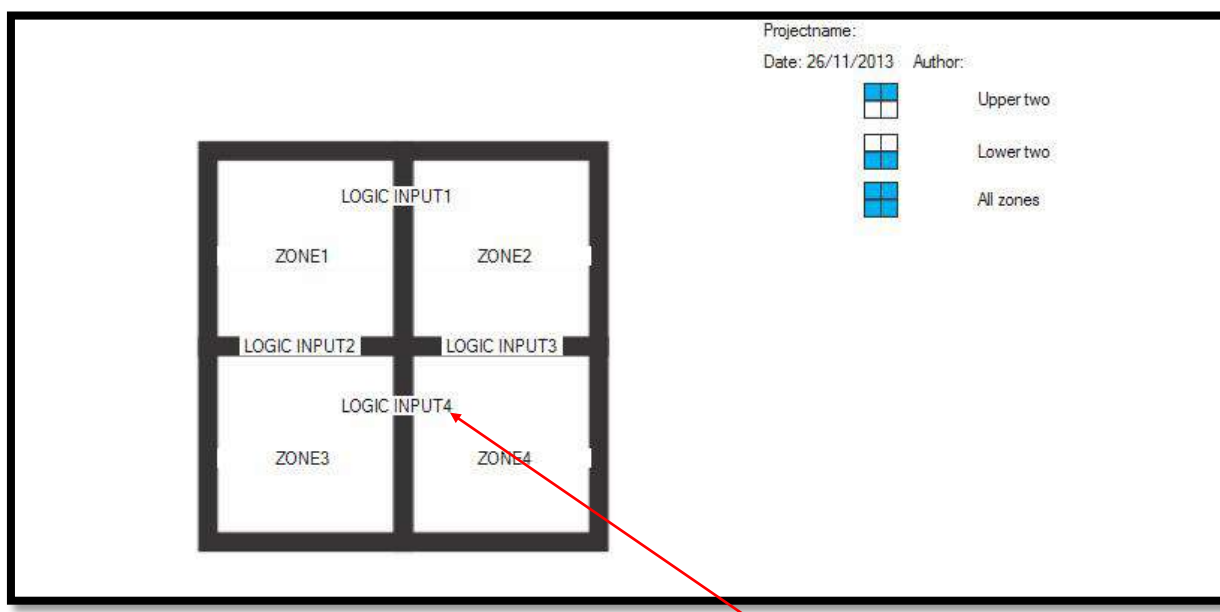 Projectname:
Date: 26/11/2013 Author:
Upper two
Lower two
All zones
LOGIC INPUT1
ZONE1 ZONE2
LOGIC INPUT2 LOGIC INPUT3
LOGIC INPUT4
ZONE3 ZONE4